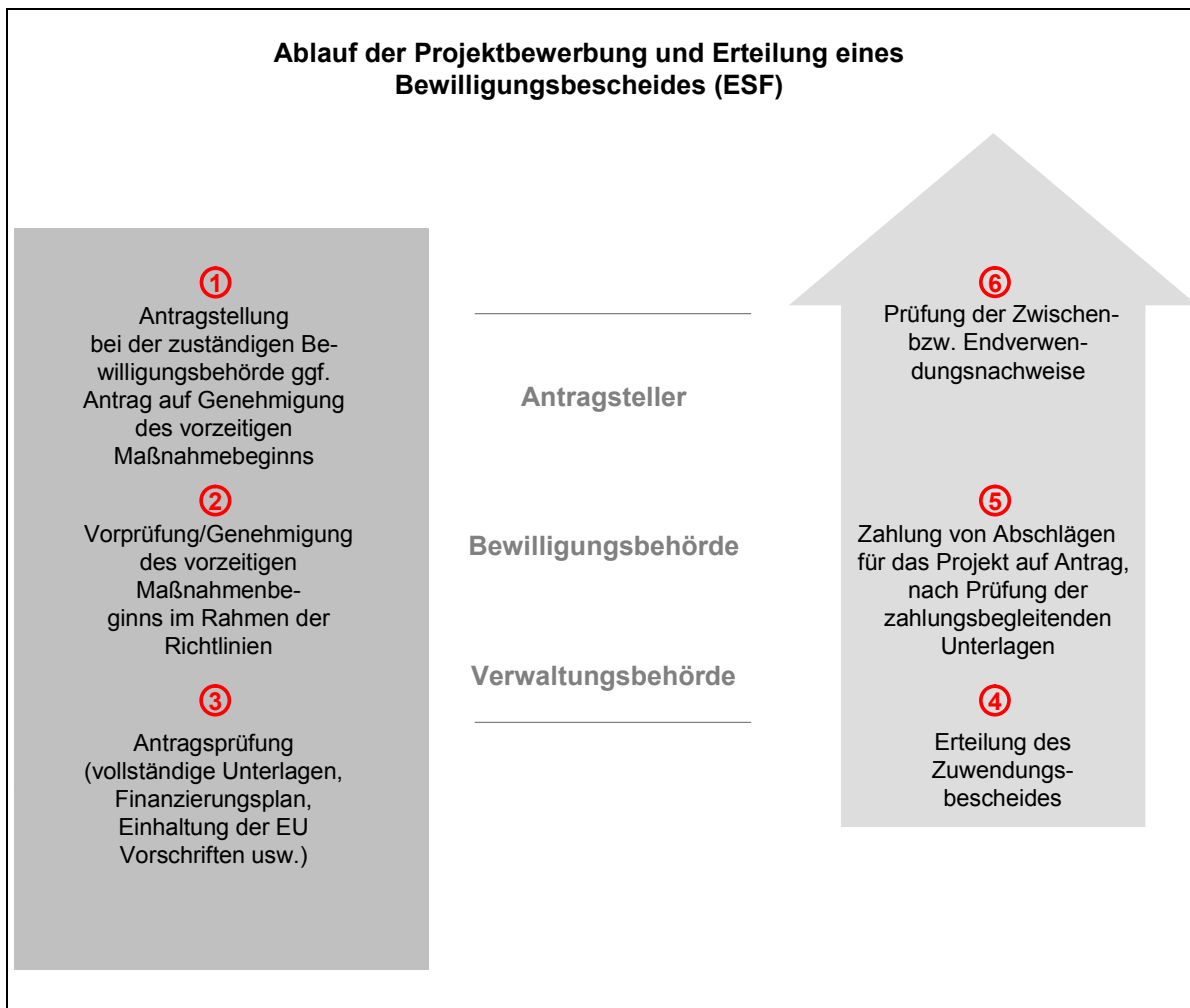 Ablauf der Projektbewerbung und Erteilung eines
Bewilligungsbescheides (ESF)
1
Antragstellung
bei der zuständigen Be-
willigungsbehörde ggf.
Antrag auf Genehmigung
des vorzeitigen
Maßnahmebeginns
2
Vorprüfung/Genehmigung
des vorzeitigen
Maßnahmenbe-
ginns im Rahmen der
Richtlinien
3
Antragsprüfung
(vollständige Unterlagen,
Finanzierungsplan,
Einhaltung der EU
Vorschriften usw.)
Antragsteller
Bewilligungsbehörde
Verwaltungsbehörde
6
Prüfung der Zwischen-
bzw. Endverwen-
dungsnachweise
5
Zahlung von Abschlägen
für das Projekt auf Antrag,
nach Prüfung der
zahlungsbegleitenden
Unterlagen
4
Erteilung des
Zuwendungs-
bescheides